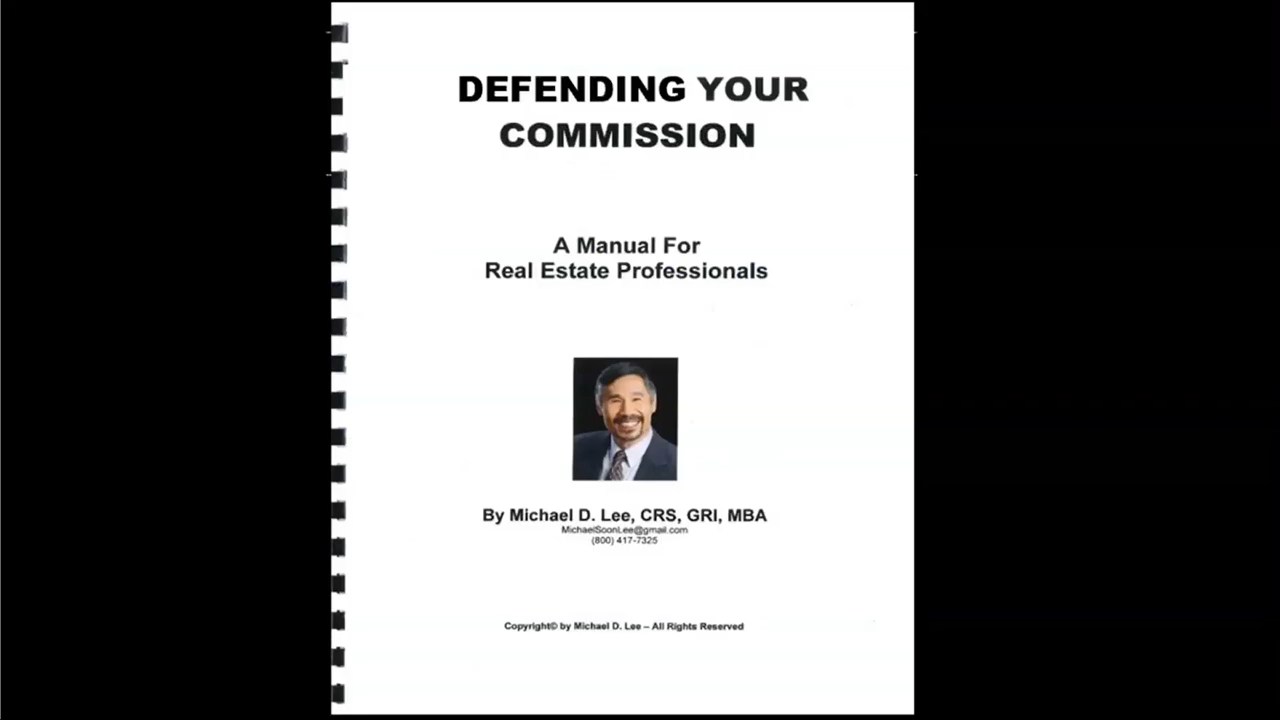 DEFENDING YOUR
COMMISSION
A Manual For
Real Estate Professionals
By Michael D. Lee, CRS, GRI, MBA
MichaelSoonLee@gmail.com
(800) 417-7325
Copyright© by Michael D. Lee – All Rights Reserved